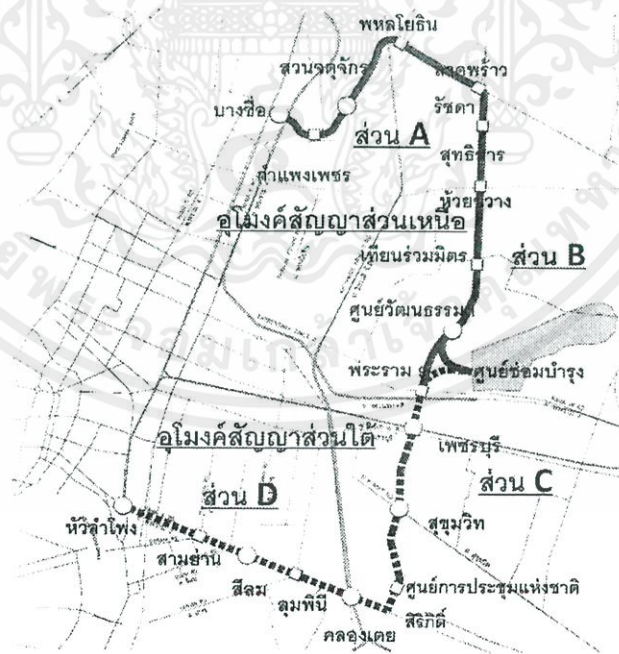 พหลโยธิน
สวนจตุจักร
ลาดพร้าว
บางซื่อ
รัชดา
ส่วน A
สุทธิสาร
กำแพงเพชร
ห้วยขวาง
อุโมงค์สัญญาส่วนเหนือ
เทียนร่วมมิตร
ส่วน B
ศูนย์วัฒนธรรม
พระราม 9
ศูนย์ซ่อมบำรุง
อุโมงค์สัญญาส่วนใต้
เพชรบุรี
ส่วน D
ส่วน C
หัวลำโพง
สุขุมวิท
สามย่าน
สีลม
ลุมพินี
ศูนย์การประชุมแห่งชาติ
สิริกิติ์
คลองเตย